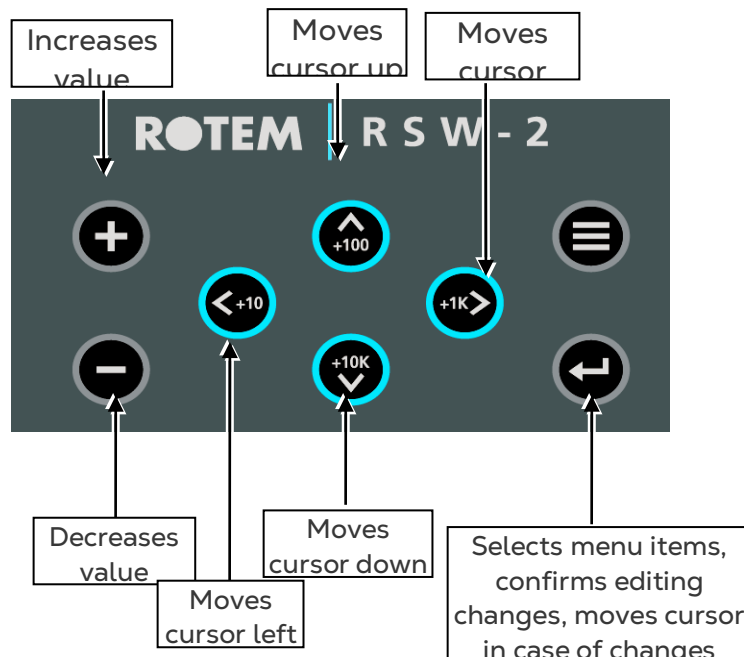 Increases
value
Moves
cursor up
Moves
cursor
ROTEM | RSW-2
+
+100
<+10
+1K>
−
+10K
Decreases
value
Moves
cursor left
Moves
cursor down
Selects menu items,
confirms editing
changes, moves cursor
in case of changes